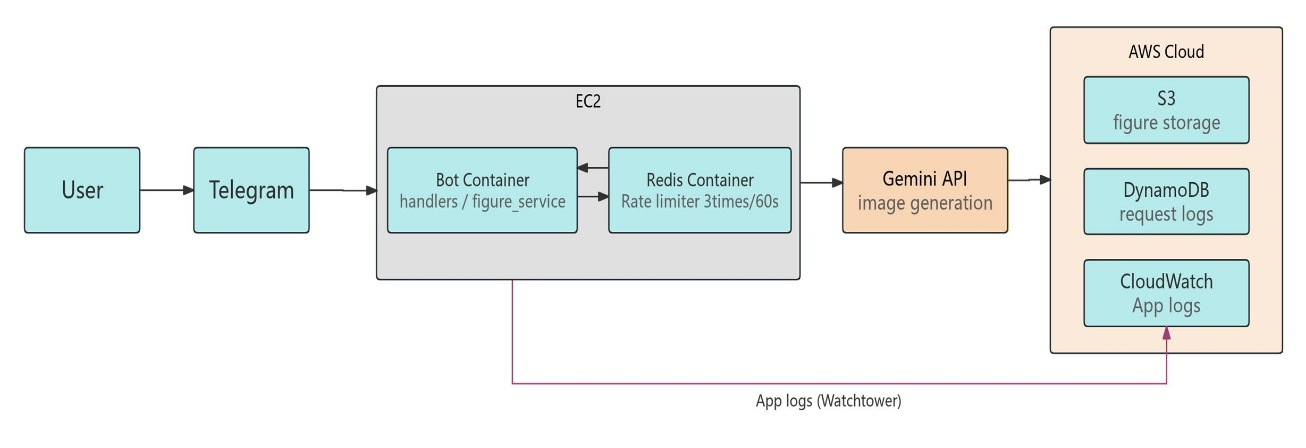 User
Telegram
EC2
Bot Container
handlers / figure_service
Redis Container
Rate limiter 3times/60s
Gemini API
image generation
AWS Cloud
S3
figure storage
DynamoDB
request logs
CloudWatch
App logs
App logs (Watchtower)